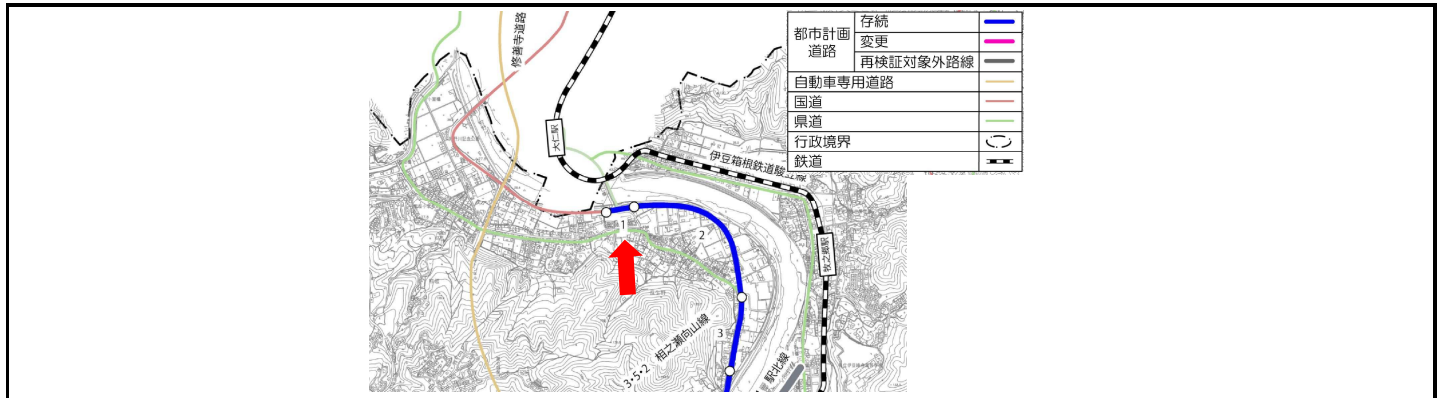 都市計画
道路
存続
変更
再検証対象外路線
自動車専用道路
国道
県道
行政境界
鉄道
修善寺道路
大仁駅
伊豆箱根鉄道駿豆線
牧之郷駅
1
2
3
3・5・2 相之瀬向山線
駅北線